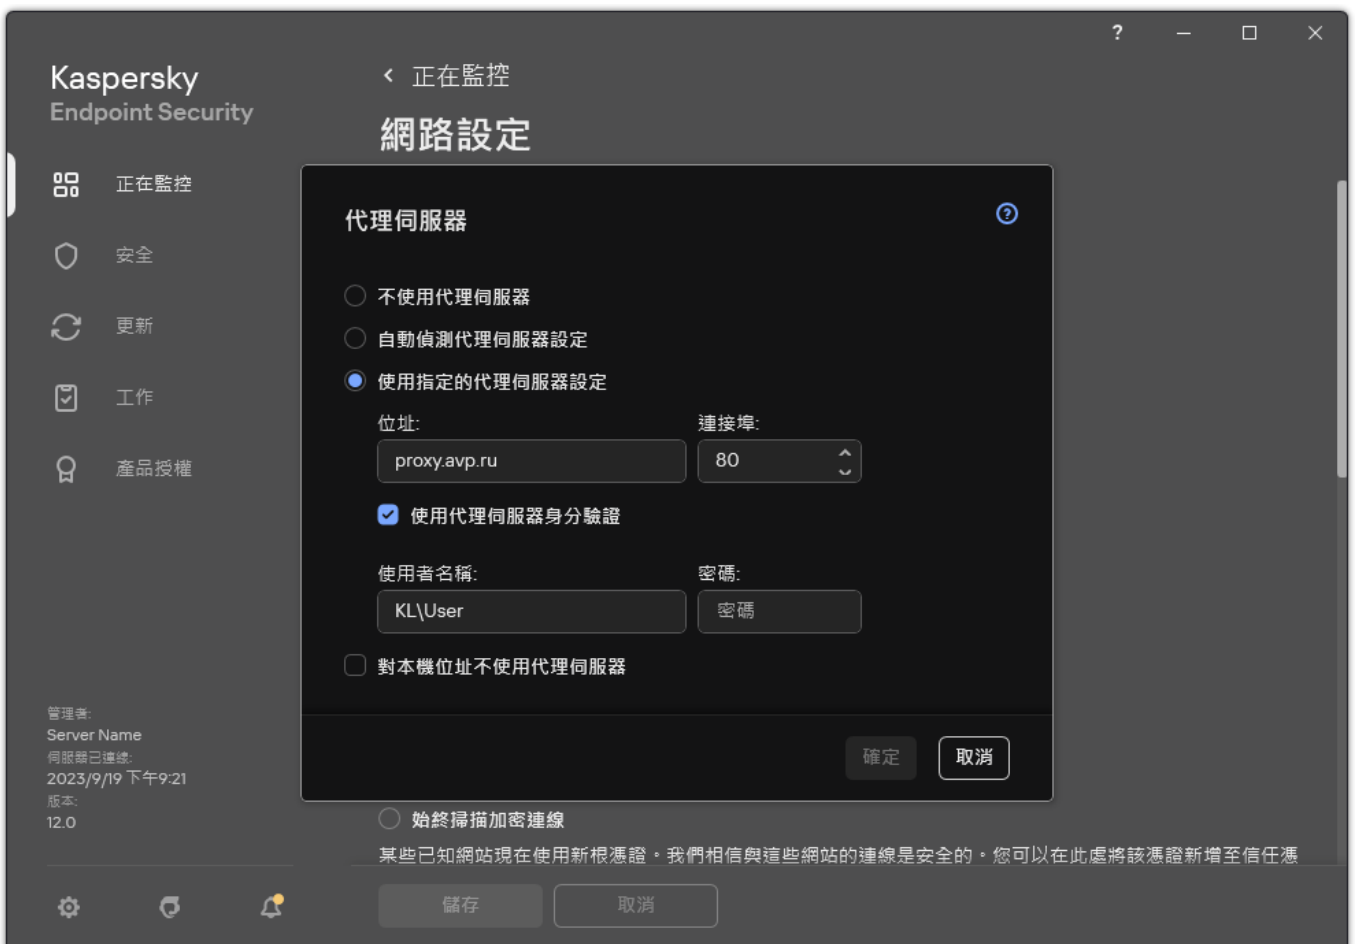 ?
Kaspersky
Endpoint Security
正在監控
安全
更新
工作
產品授權
管理者:
Server Name
伺服器已連線:
2023/9/19 下午9:21
版本:
12.0
正在監控
網路設定
代理伺服器
?
不使用代理伺服器
自動偵測代理伺服器設定
使用指定的代理伺服器設定
位址: 連接埠:
proxy.avp.ru 80
使用代理伺服器身分驗證
使用者名稱: 密碼:
KL\User 密碼
對本機位址不使用代理伺服器
確定 取消
始終掃描加密連線
某些已知網站現在使用新根憑證。我們相信與這些網站的連線是安全的。您可以在此處將該憑證新增至信任憑
儲存 取消